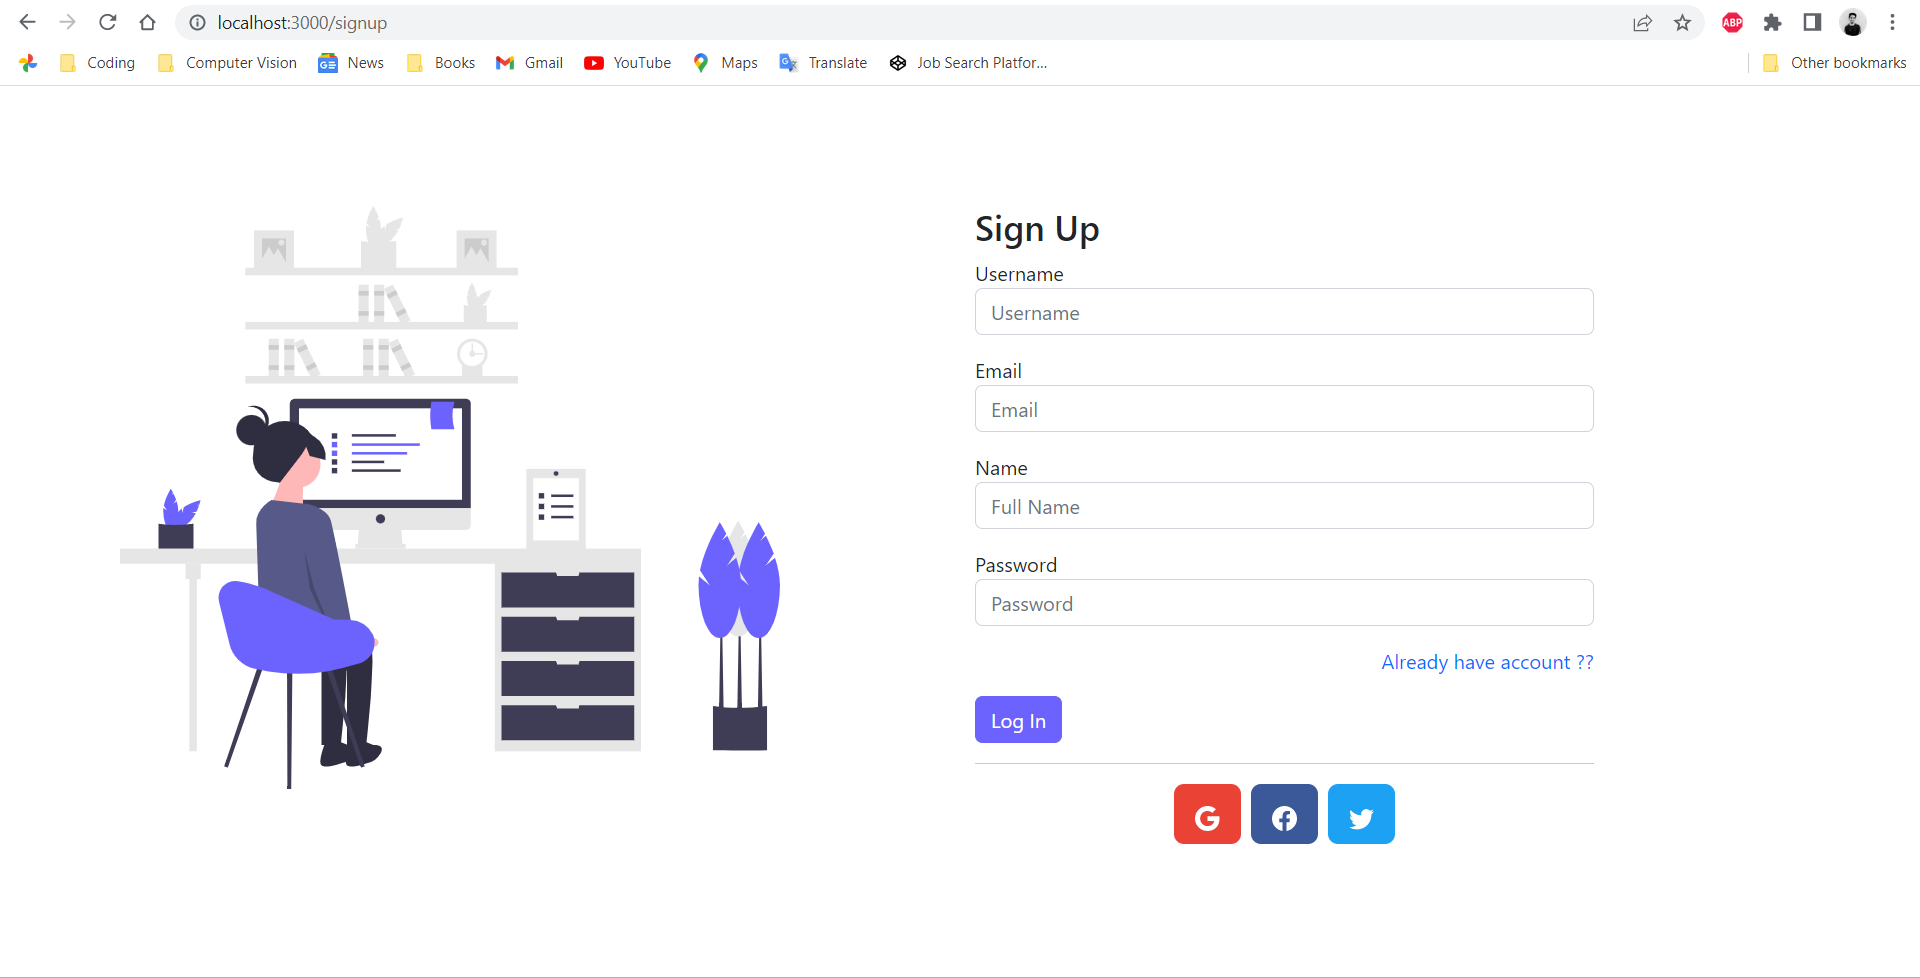 localhost:3000/signup
ABP
Coding Computer Vision News Books Gmail YouTube Maps Translate Job Search Platfor... Other bookmarks
Sign Up
Username
Username
Email
Email
Name
Full Name
Password
Password
Already have account ??
Log In